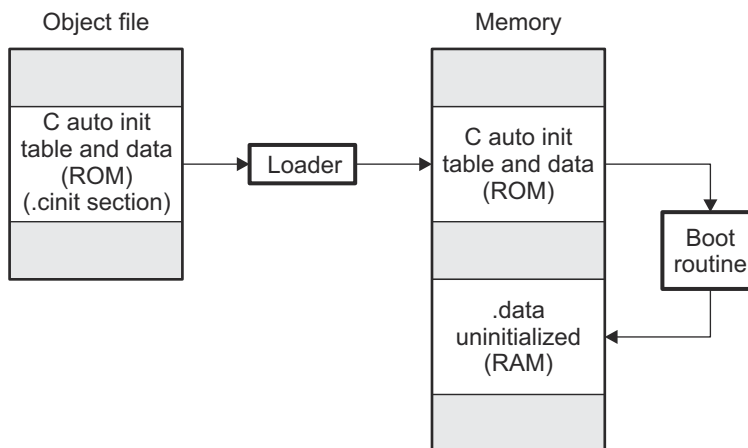 Object file
Memory
C auto init
table and data
(ROM)
(.cinit section)
Loader
C auto init
table and data
(ROM)
Boot
routine
.data
uninitialized
(RAM)